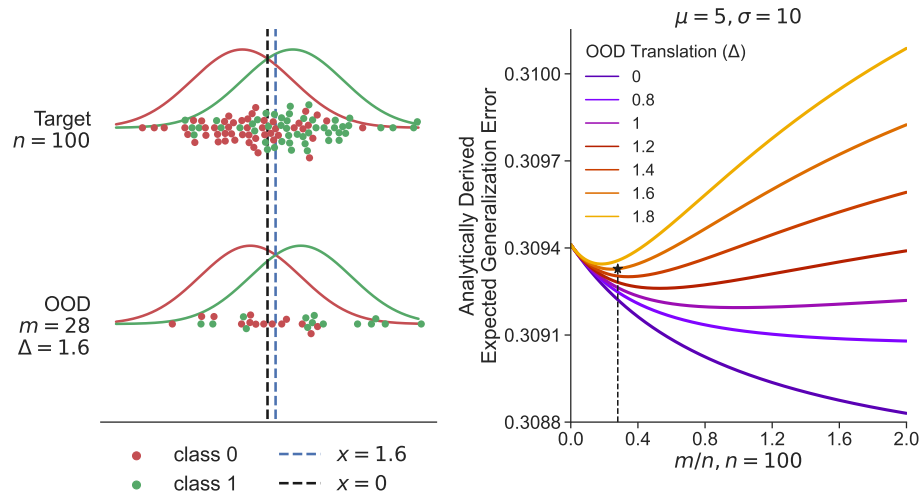 Target
n = 100
OOD
m = 28
Δ = 1.6
class 0
class 1
x = 1.6
x = 0
μ = 5, σ = 10
Analytically Derived
Expected Generalization Error
0.3100
0.3097
0.3094
0.3091
0.3088
OOD Translation (Δ)
0
0.8
1
1.2
1.4
1.6
1.8
0.0 0.4 0.8 1.2 1.6 2.0
m/n, n = 100